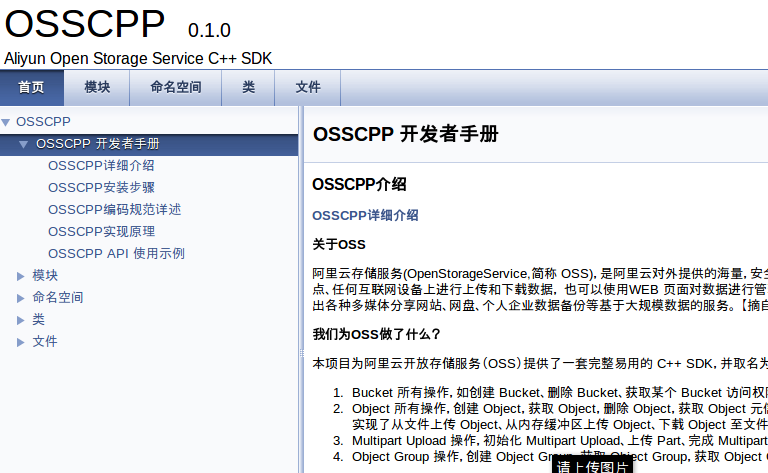 OSSCPP 0.1.0
Aliyun Open Storage Service C++ SDK
首页 模块 命名空间 类 文件
OSSCPP
OSSCPP 开发者手册
OSSCPP详细介绍
OSSCPP安装步骤
OSSCPP编码规范详述
OSSCPP实现原理
OSSCPP API 使用示例
模块
命名空间
类
文件
OSSCPP 开发者手册
OSSCPP介绍
OSSCPP详细介绍
关于OSS
阿里云存储服务(OpenStorageService,简称 OSS), 是阿里云对外提供的海量, 安
点、任何互联网设备上进行上传和下载数据， 也可以使用WEB 页面对数据进行管
出各种多媒体分享网站、网盘、个人企业数据备份等基于大规模数据的服务。【摘自
我们为OSS做了什么？
本项目为阿里云开放存储服务（OSS）提供了一套完整易用的 C++ SDK, 并取名为
1. Bucket 所有操作, 如创建 Bucket、删除 Bucket、获取某个 Bucket 访问权
2. Object 所有操作, 创建 Object, 获取 Object, 删除 Object, 获取 Object 元
实现了从文件上传 Object、从内存缓冲区上传 Object、下载 Object 至文件
3. Multipart Upload 操作, 初始化 Multipart Upload、上传 Part、完成 Multipart
4. Object Group 操作, 创建 Object Group, 获取 Object Group, 获取 Object
请上传图片